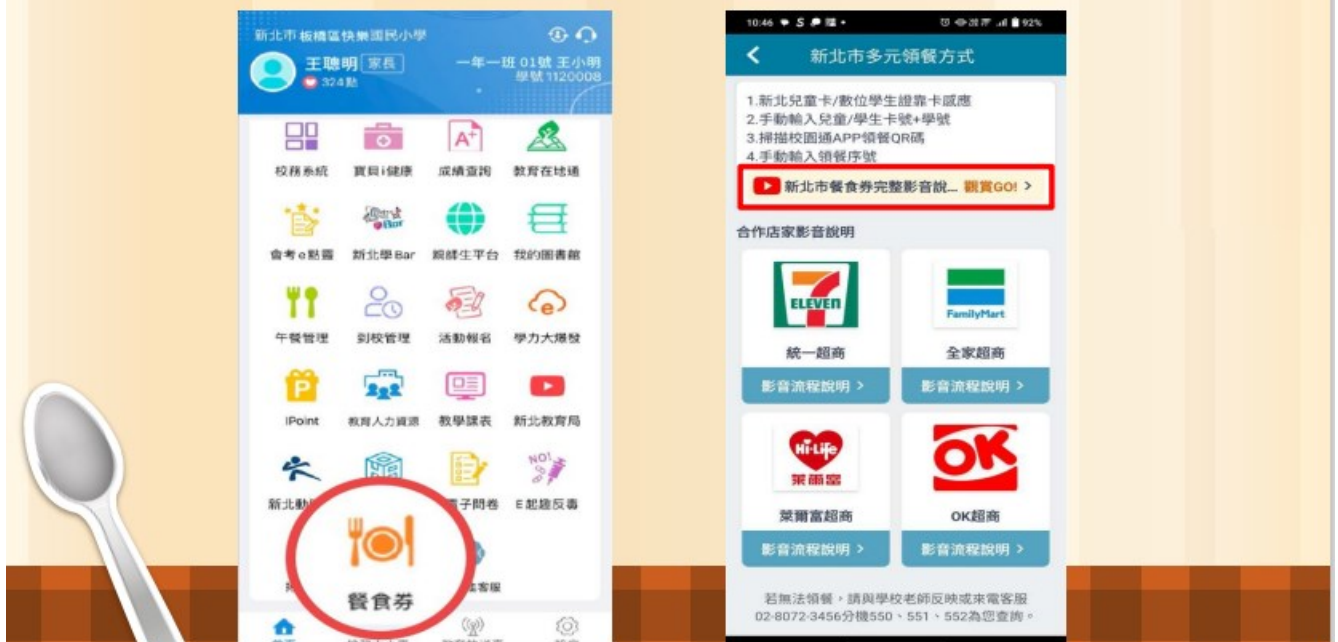 新北市板橋區快樂國民小學
王聰明 家長
324點
一年一班 01號 王小明
學號 1120008
校務系統 寶貝i健康 成績查詢 教育在地通
會考e點靈 新北學Bar 親師生平台 我的圖書館
午餐管理 到校管理 活動報名 學力大爆發
iPoint 教育人力資源 教學課表 新北教育局
新北動 電子問卷 E起趣反毒
客服
餐食券
10:46 92%
新北市多元領餐方式
1.新北兒童卡/數位學生證靠卡感應
2.手動輸入兒童/學生卡號+學號
3.掃描校園通APP領餐QR碼
4.手動輸入領餐序號
新北市餐食券完整影音說... 觀賞GO! >
合作店家影音說明
ELEVEN
FamilyMart
統一超商 全家超商
影音流程說明 > 影音流程說明 >
Hi-Life
萊爾富
OK
萊爾富超商 OK超商
影音流程說明 > 影音流程說明 >
若無法領餐，請與學校老師反映或來電客服
02-8072-3456分機550、551、552為您查詢。